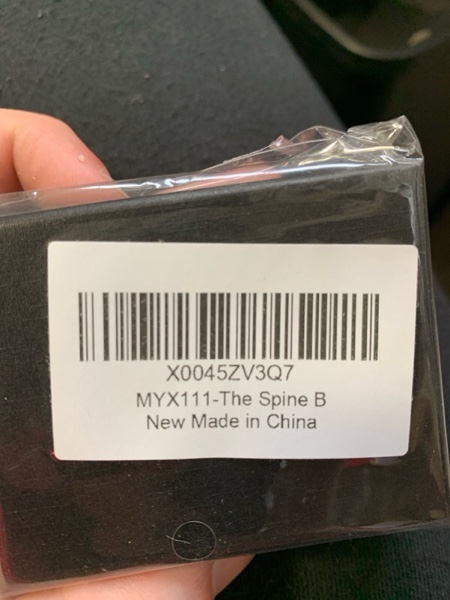 X0045ZV3Q7
MYX111-The Spine B
New Made in China